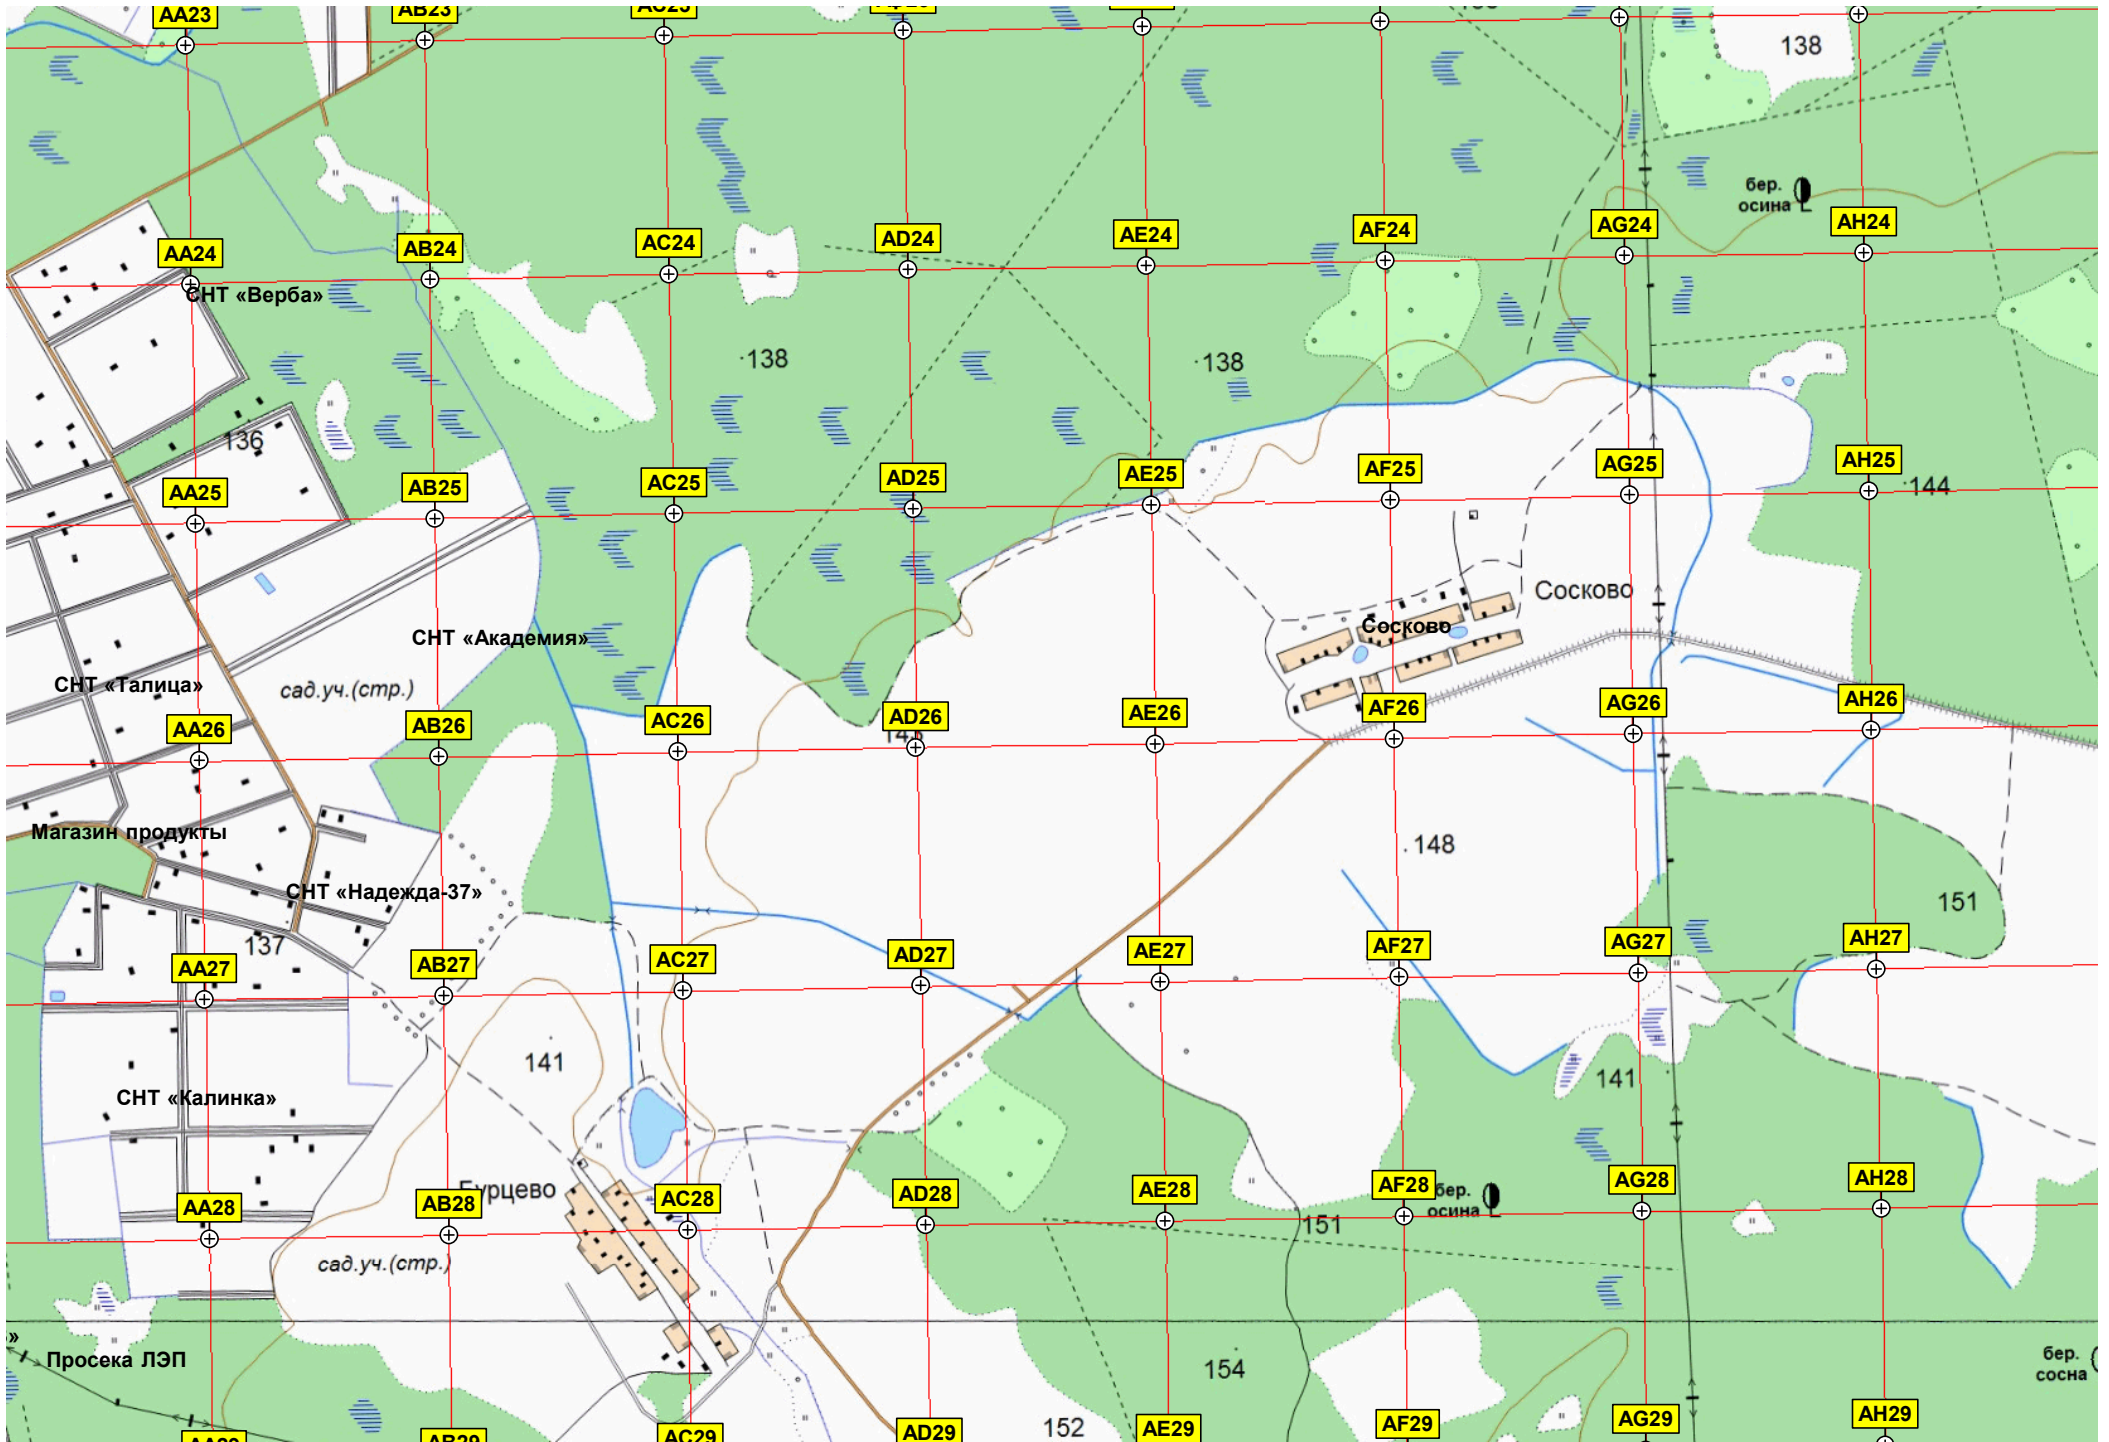 AA23
AB23
138
бер.
осина
AA24
AB24
AC24
AD24
AE24
AF24
AG24
AH24
СНТ «Верба»
138
138
136
AA25
AB25
AC25
AD25
AE25
AF25
AG25
AH25
144
Сосково
Сосково
СНТ «Академия»
СНТ «Талица»
сад.уч.(стр.)
AA26
AB26
AC26
AD26
AE26
AF26
AG26
AH26
Магазин продукты
148
СНТ «Надежда-37»
151
137
AA27
AB27
AC27
AD27
AE27
AF27
AG27
AH27
141
141
СНТ «Калинка»
Бурцево
бер.
осина
AA28
AB28
AC28
AD28
AE28
AF28
AG28
AH28
151
сад.уч.(стр.)
»
Просека ЛЭП
154
бер.
сосна
152
AA29
AB29
AC29
AD29
AE29
AF29
AG29
AH29